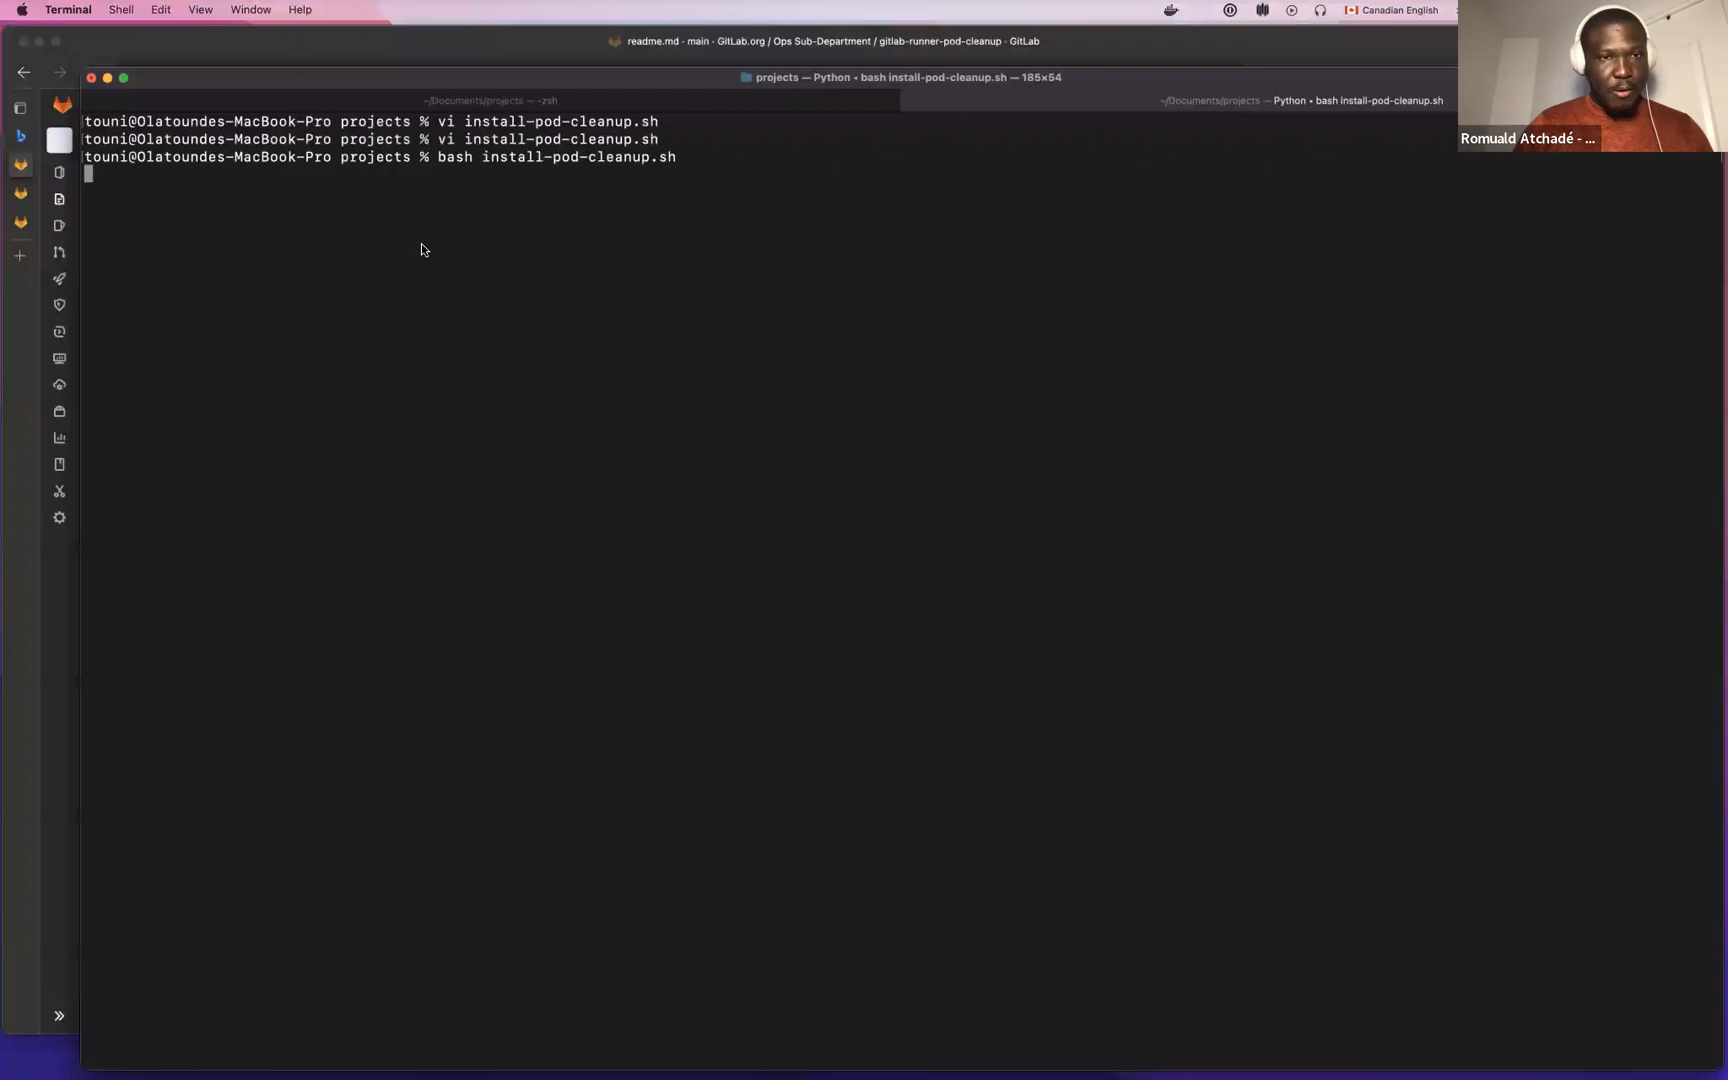 Terminal Shell Edit View Window Help Canadian English
readme.md · main · GitLab.org / Ops Sub-Department / gitlab-runner-pod-cleanup · GitLab
projects — Python • bash install-pod-cleanup.sh — 185×54
~/Documents/projects — -zsh
~/Documents/projects — Python • bash install-pod-cleanup.sh
touni@Olatoundes-MacBook-Pro projects % vi install-pod-cleanup.sh
touni@Olatoundes-MacBook-Pro projects % vi install-pod-cleanup.sh
touni@Olatoundes-MacBook-Pro projects % bash install-pod-cleanup.sh
Romuald Atchadé - ...